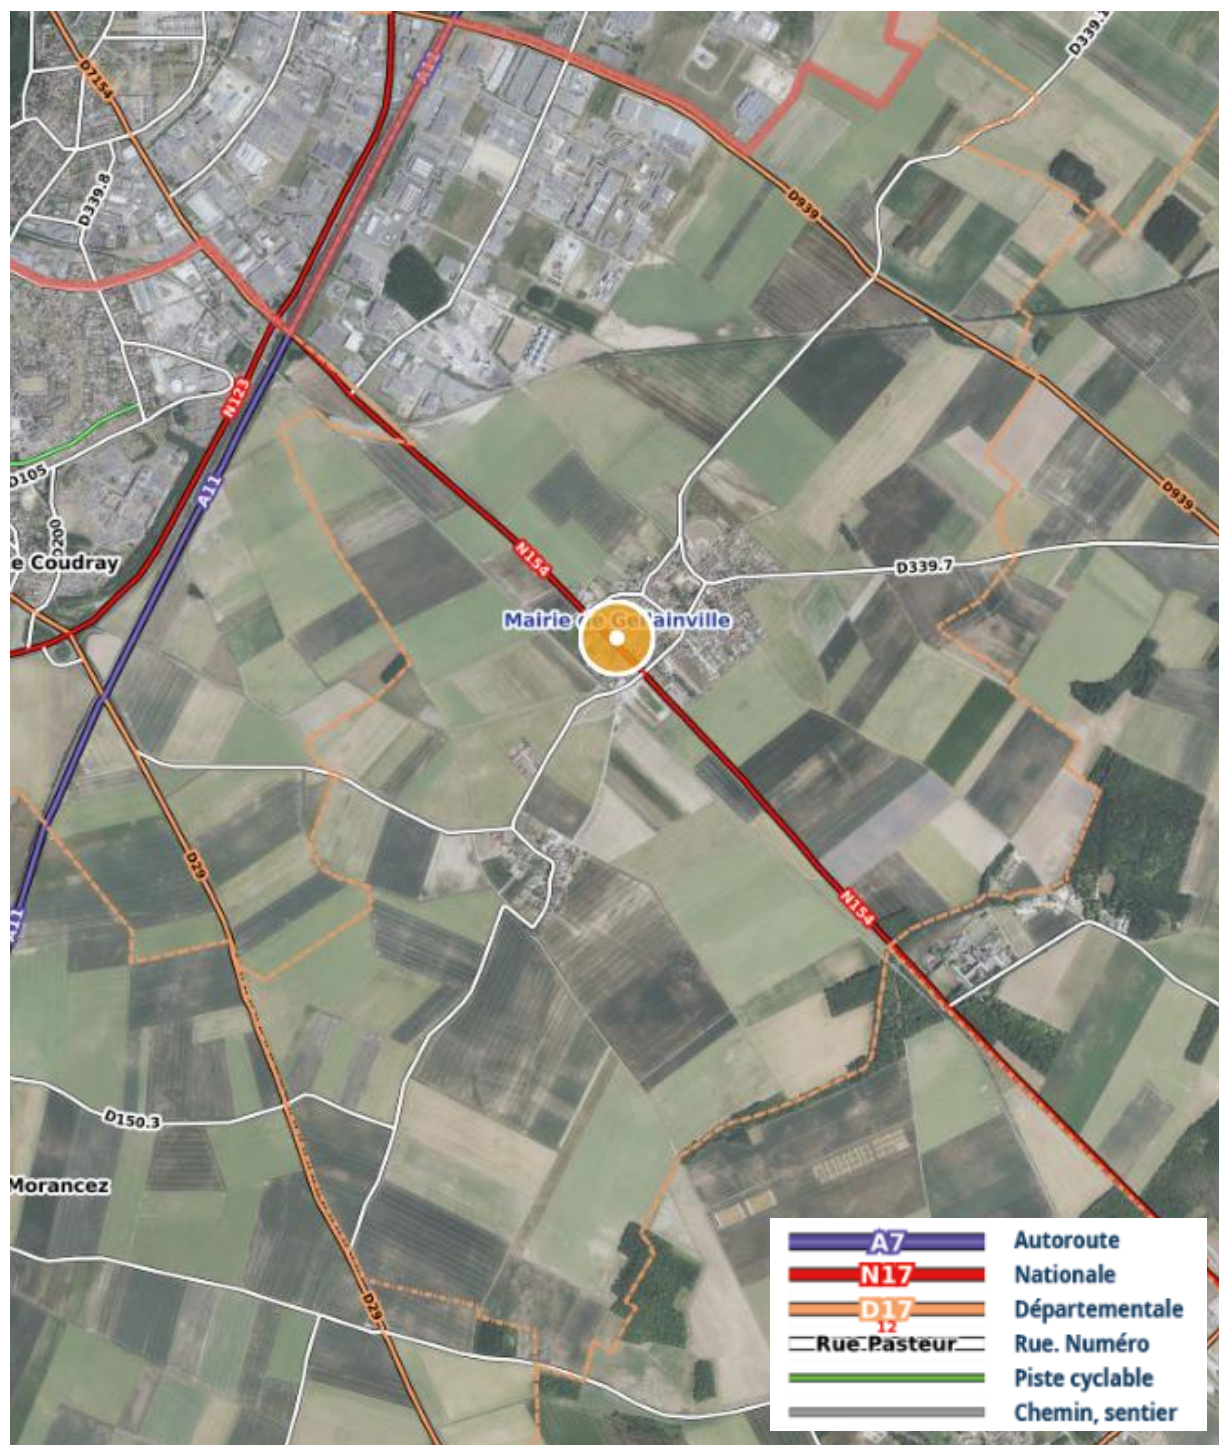 A11
D339.1
D7154
D339.8
D939
N123
D105
A11
D939
D200
e Coudray
N154
D339.7
Mairie de Gellainville
D29
N154
A11
D150.3
Morancez
D29
A7 Autoroute
N17 Nationale
D17 Départementale
12
Rue Pasteur Rue. Numéro
Piste cyclable
Chemin, sentier